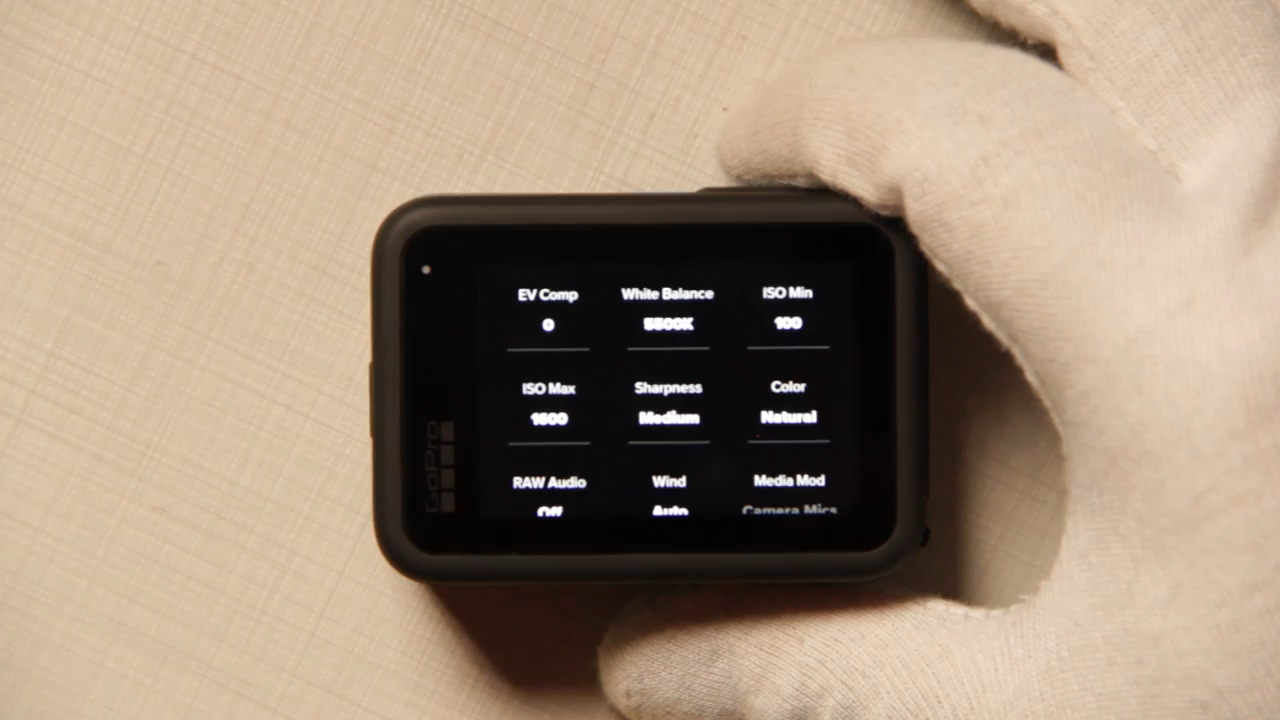 EV Comp White Balance ISO Min
0 5500K 100
ISO Max Sharpness Color
1600 Medium Natural
RAW Audio Wind Media Mod
Off Auto Camera Mics
GoPro